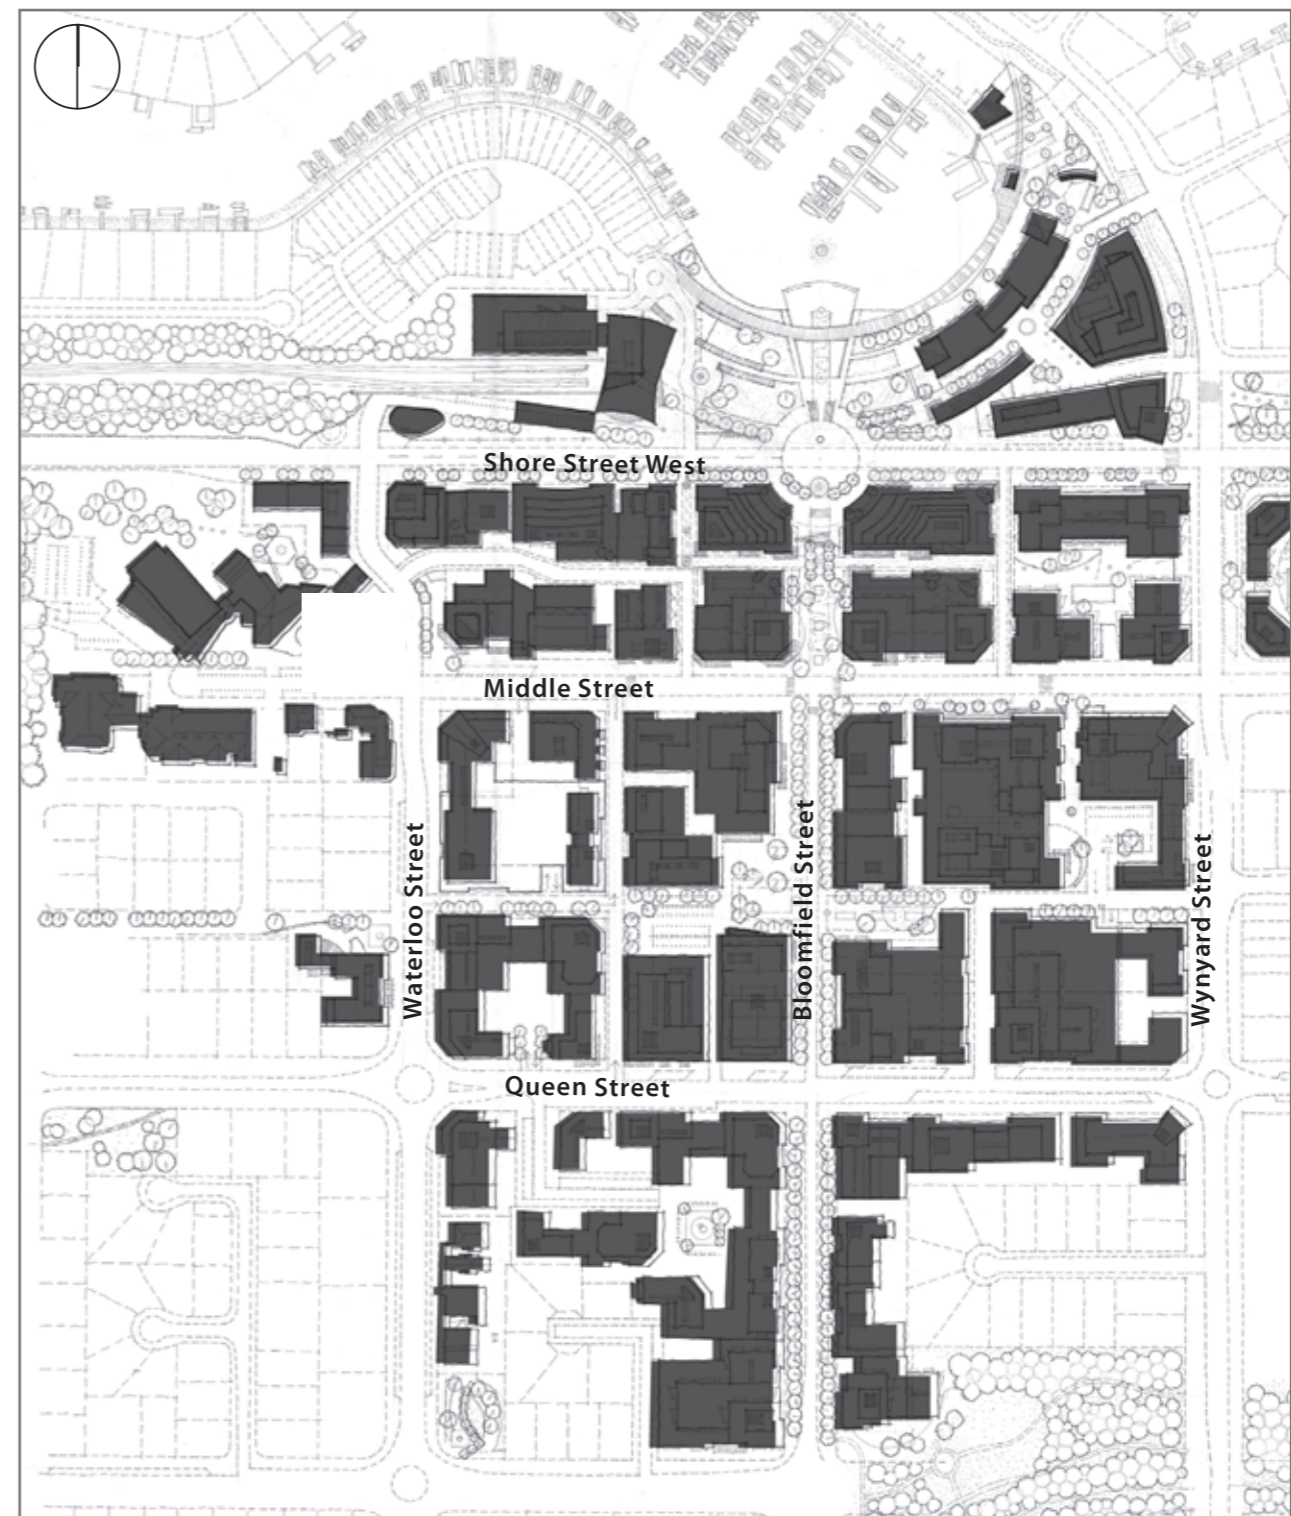 Shore Street West
Middle Street
Waterloo Street
Bloomfield Street
Wynyard Street
Queen Street